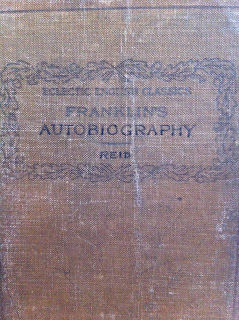 ECLECTIC ENGLISH CLASSICS
FRANKLIN'S
AUTOBIOGRAPHY
REID